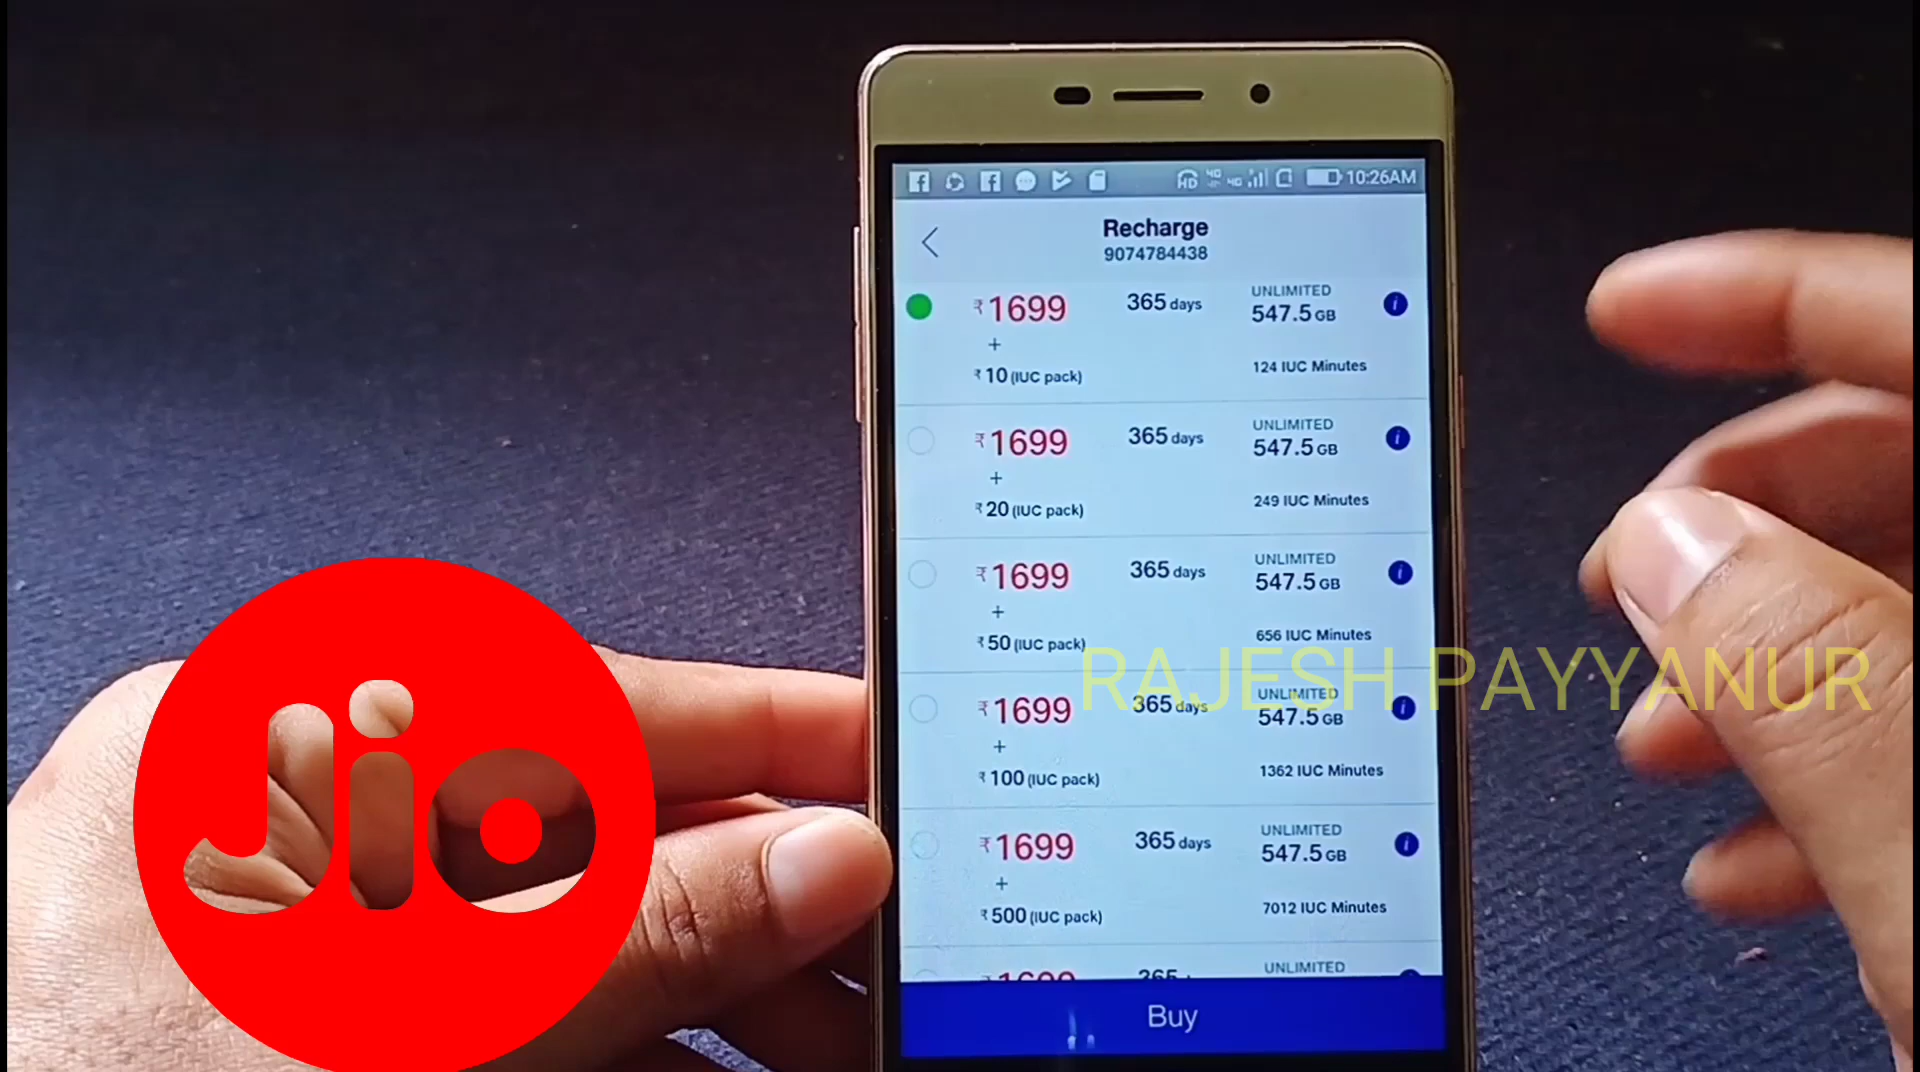 10:26AM
Recharge
9074784438
₹1699 365 days UNLIMITED 547.5 GB
+
₹10 (IUC pack) 124 IUC Minutes
₹1699 365 days UNLIMITED 547.5 GB
+
₹20 (IUC pack) 249 IUC Minutes
₹1699 365 days UNLIMITED 547.5 GB
+
₹50 (IUC pack) 656 IUC Minutes
RAJESH PAYYANUR
₹1699 365 days UNLIMITED 547.5 GB
+
₹100 (IUC pack) 1362 IUC Minutes
₹1699 365 days UNLIMITED 547.5 GB
+
₹500 (IUC pack) 7012 IUC Minutes
UNLIMITED
Buy
Jio